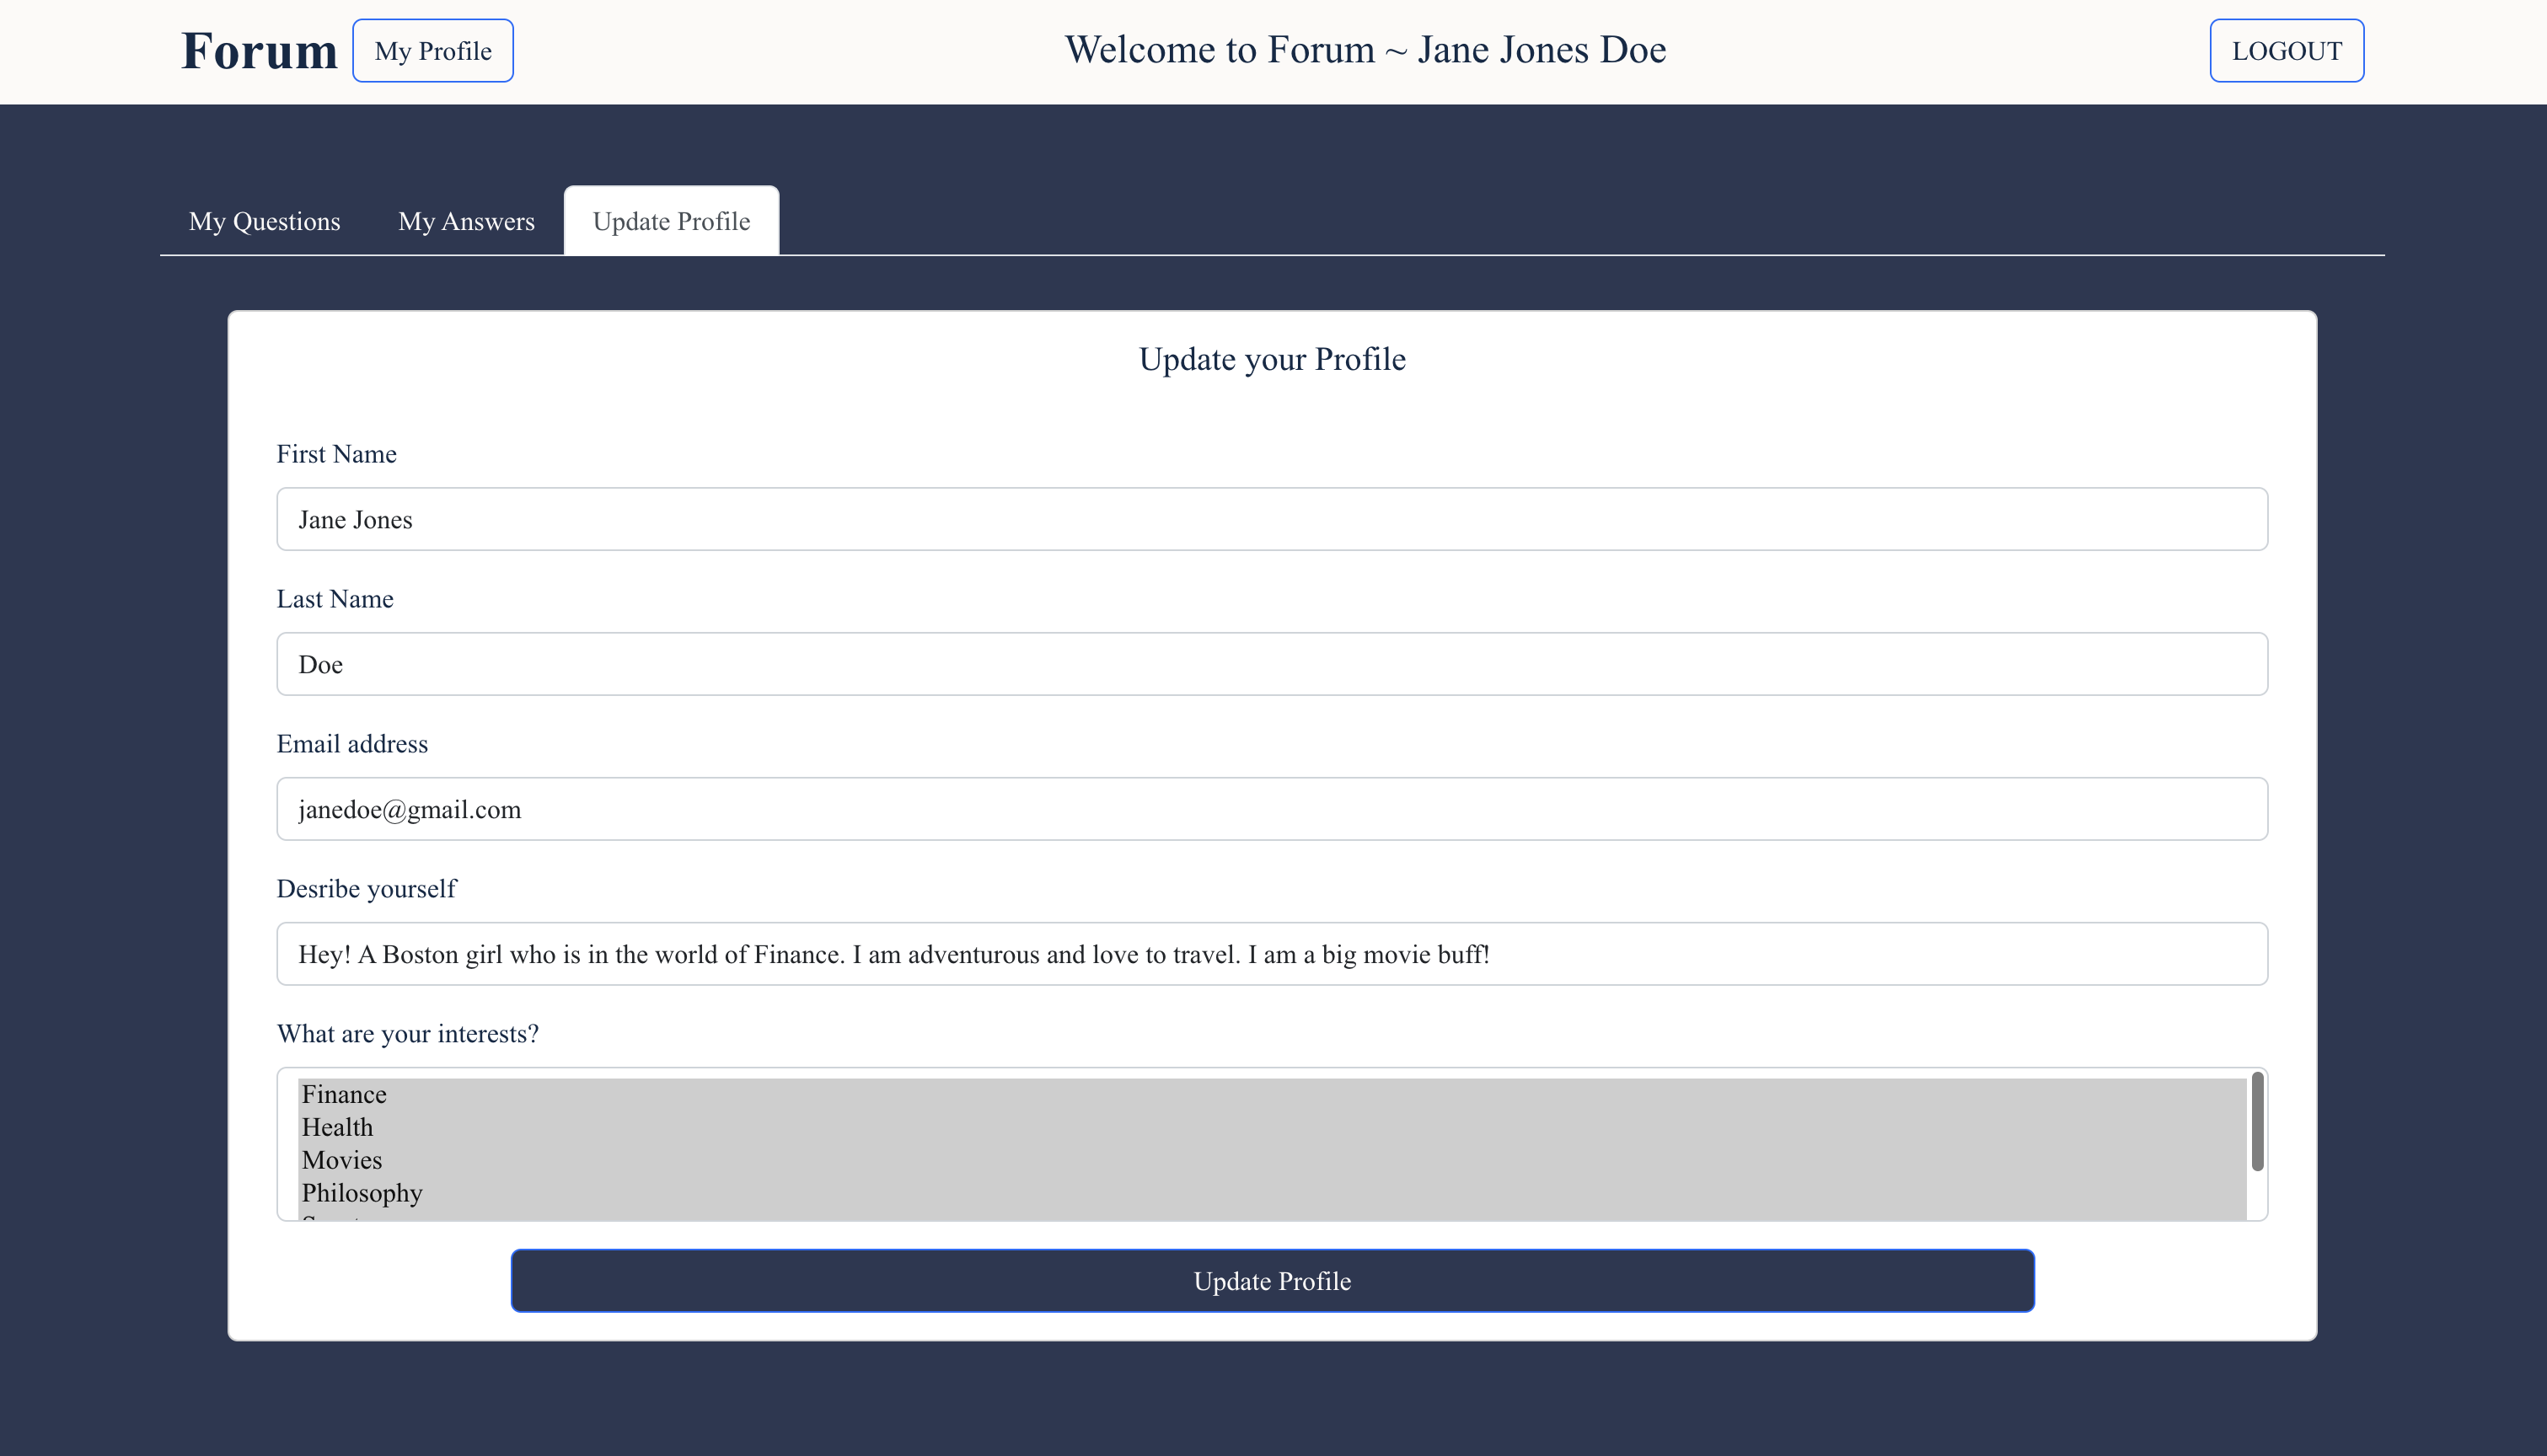 Forum
My Profile
Welcome to Forum ~ Jane Jones Doe
LOGOUT
My Questions
My Answers
Update Profile
Update your Profile
First Name
Jane Jones
Last Name
Doe
Email address
janedoe@gmail.com
Desribe yourself
Hey! A Boston girl who is in the world of Finance. I am adventurous and love to travel. I am a big movie buff!
What are your interests?
Finance
Health
Movies
Philosophy
Update Profile